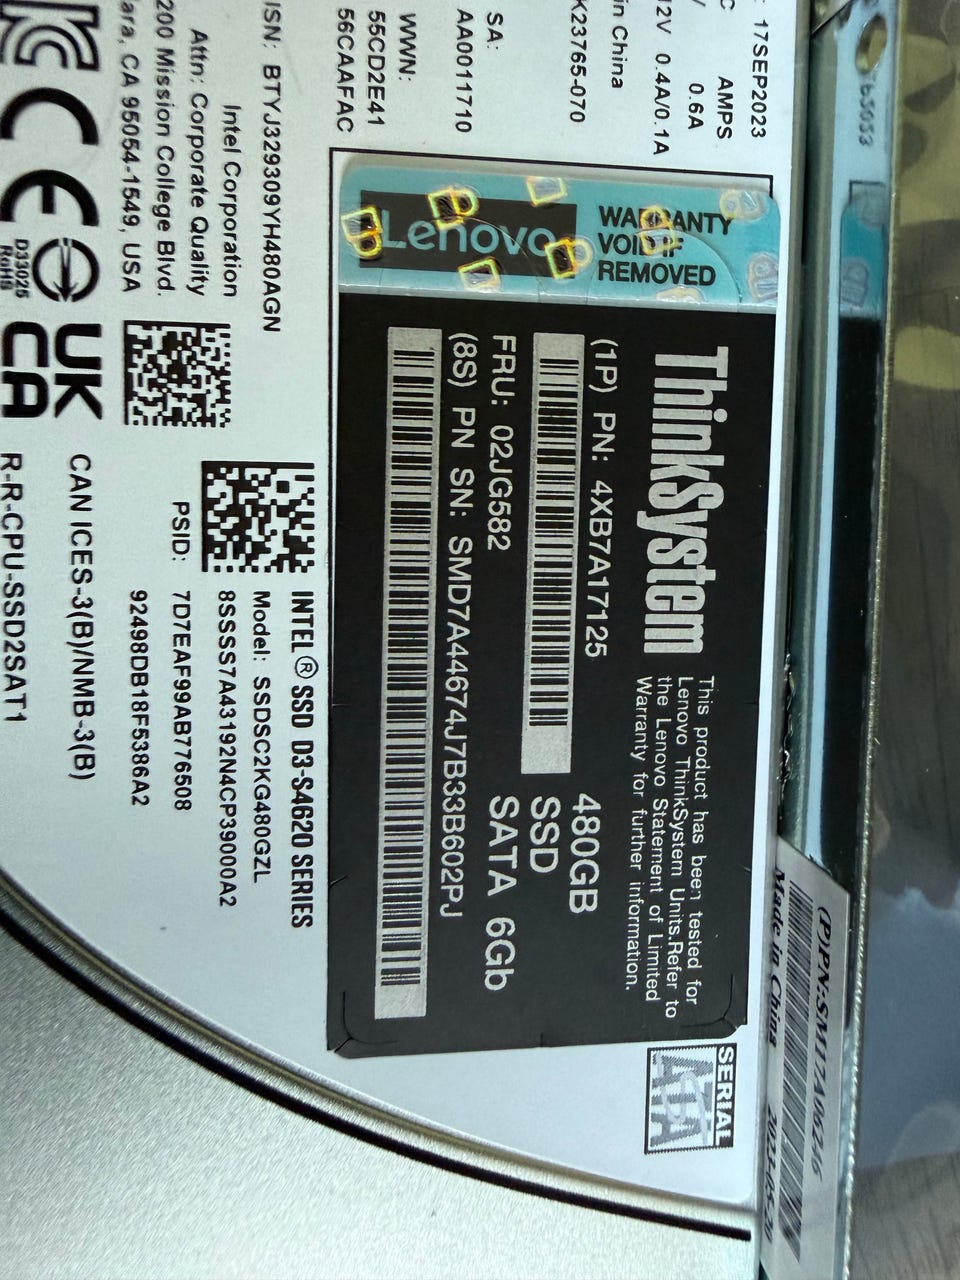 17SEP2023
AMPS
0.6A
12V 0.4A/0.1A
in China
K23765-070
SA:
AA0011710
WWN:
55CD2E41
56CAAFAC
ISN: BTYJ329309YH480AGN
Intel Corporation
Attn: Corporate Quality
200 Mission College Blvd.
ara, CA 95054-1549, USA
D33025
RoHS
UK
CA
Lenovo
WARRANTY
VOID IF
REMOVED
ThinkSystem
This product has been tested for
Lenovo ThinkSystem Units.Refer to
the Lenovo Statement of Limited
Warranty for further information.
(1P) PN: 4XB7A17125
480GB
SSD
SATA 6Gb
FRU: 02JG582
(8S) PN SN: SMD7A44674J7B33B602PJ
SERIAL
ATA
INTEL® SSD D3-S4620 SERIES
Model: SSDSC2KG480GZL
8SSSS7A43192N4CP39000A2
PSID: 7D7EAF99AB776508
92498DB18F5386A2
CAN ICES-3(B)/NMB-3(B)
R-R-CPU-SSD2SAT1
(P)PN:SM17A06246
Made in China